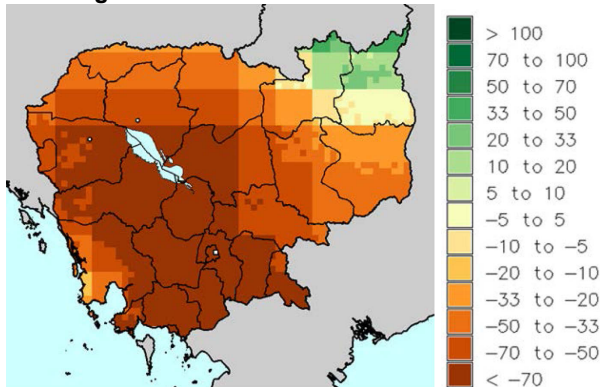 > 100
70 to 100
50 to 70
33 to 50
20 to 33
10 to 20
5 to 10
-5 to 5
-10 to -5
-20 to -10
-33 to -20
-50 to -33
-70 to -50
< -70